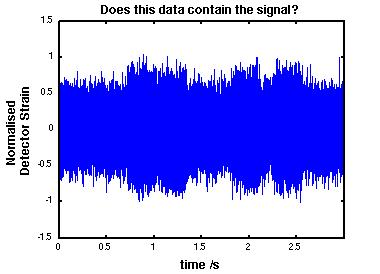 Does this data contain the signal?
1.5
1
0.5
0
-0.5
-1
-1.5
Normalised
Detector Strain
0 0.5 1 1.5 2 2.5
time /s